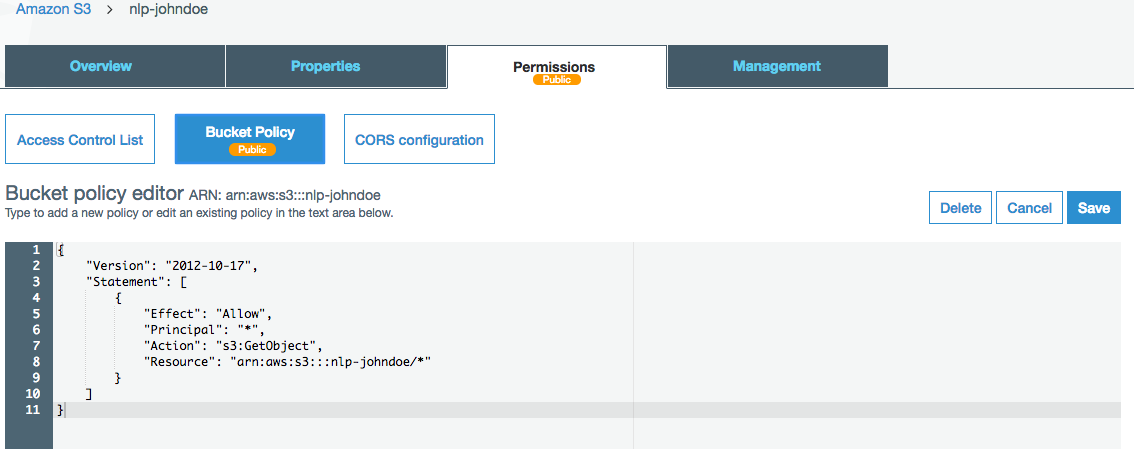 Amazon S3 > nlp-johndoe
Overview Properties Permissions Management
Public
Access Control List Bucket Policy CORS configuration
Public
Bucket policy editor ARN: arn:aws:s3:::nlp-johndoe
Type to add a new policy or edit an existing policy in the text area below.
Delete Cancel Save
1 {
2 "Version": "2012-10-17",
3 "Statement": [
4 {
5 "Effect": "Allow",
6 "Principal": "*",
7 "Action": "s3:GetObject",
8 "Resource": "arn:aws:s3:::nlp-johndoe/*"
9 }
10 ]
11 }